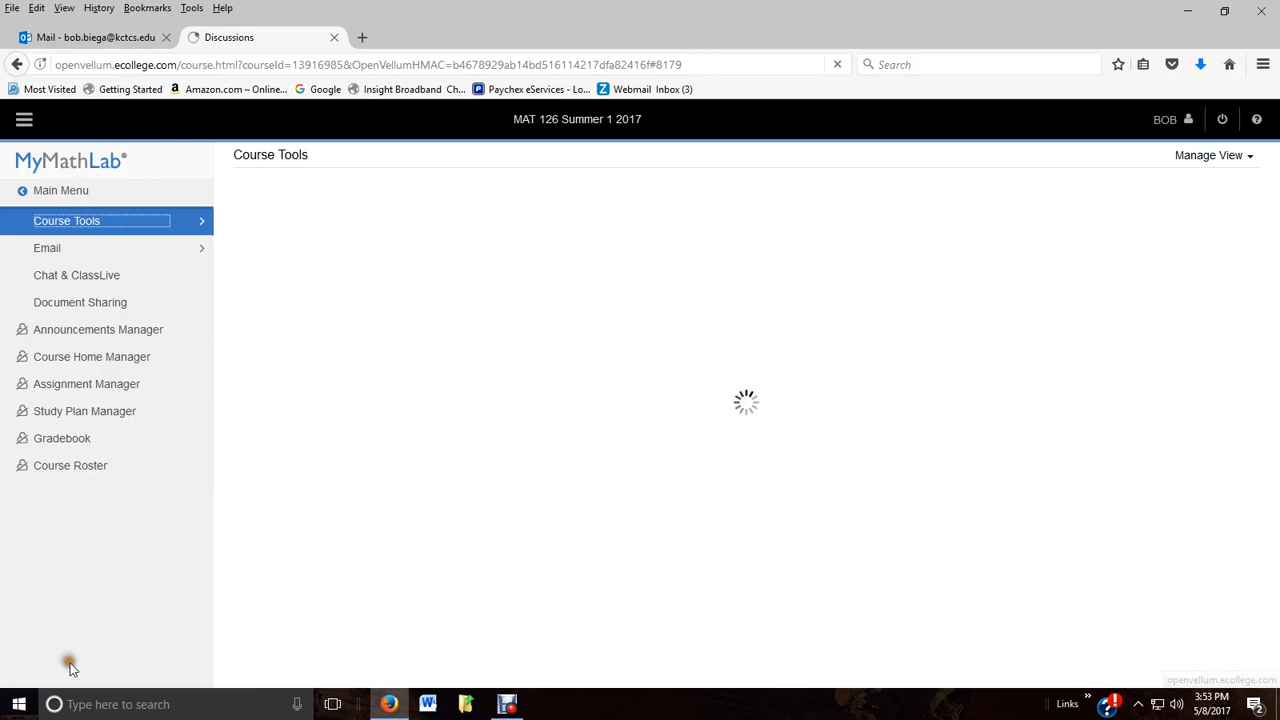 File Edit View History Bookmarks Tools Help
Mail - bob.biega@kctcs.edu Discussions
openvellum.ecollege.com/course.html?courseId=13916985&OpenVellumHMAC=b4678929ab14bd516114217dfa82416f#8179 Search
Most Visited Getting Started Amazon.com – Online... Google Insight Broadband Ch... Paychex eServices - Lo... Webmail Inbox (3)
MAT 126 Summer 1 2017 BOB
MyMathLab® Course Tools Manage View
Main Menu
Course Tools
Email
Chat & ClassLive
Document Sharing
Announcements Manager
Course Home Manager
Assignment Manager
Study Plan Manager
Gradebook
Course Roster
openvellum.ecollege.com
Type here to search Links 3:53 PM
5/8/2017